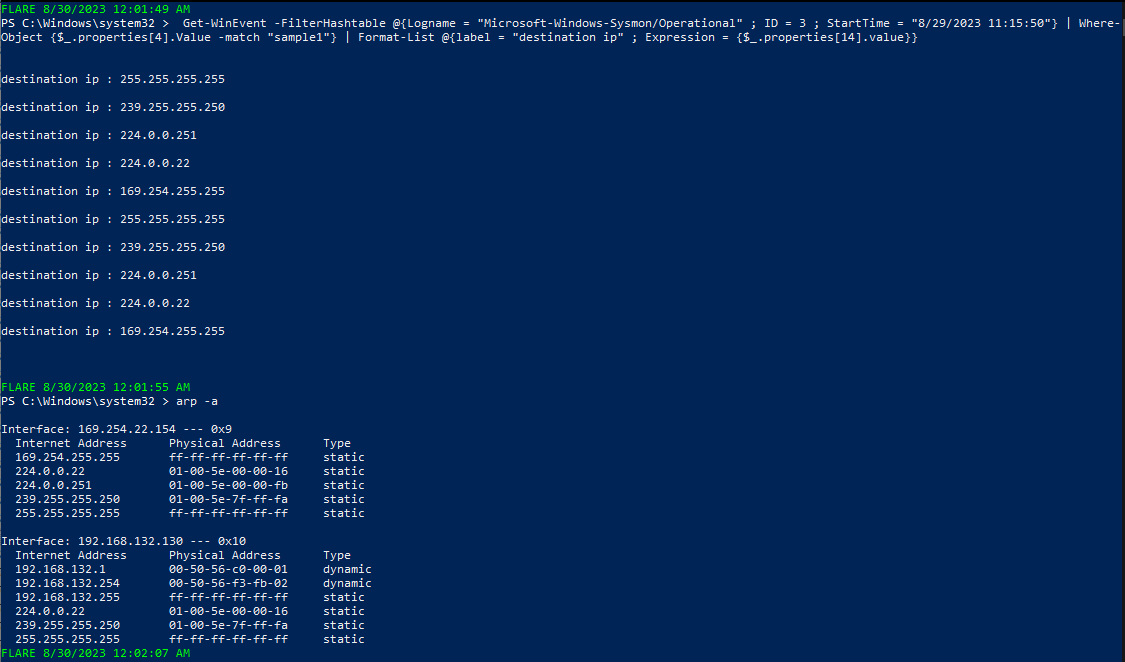 FLARE 8/30/2023 12:01:49 AM
PS C:\Windows\system32 >  Get-WinEvent -FilterHashtable @{Logname = "Microsoft-Windows-Sysmon/Operational" ; ID = 3 ; StartTime = "8/29/2023 11:15:50"} | Where-
Object {$_.properties[4].Value -match "sample1"} | Format-List @{label = "destination ip" ; Expression = {$_.properties[14].value}}
destination ip : 255.255.255.255
destination ip : 239.255.255.250
destination ip : 224.0.0.251
destination ip : 224.0.0.22
destination ip : 169.254.255.255
destination ip : 255.255.255.255
destination ip : 239.255.255.250
destination ip : 224.0.0.251
destination ip : 224.0.0.22
destination ip : 169.254.255.255
FLARE 8/30/2023 12:01:55 AM
PS C:\Windows\system32 > arp -a
Interface: 169.254.22.154 --- 0x9
  Internet Address      Physical Address      Type
  169.254.255.255       ff-ff-ff-ff-ff-ff     static
  224.0.0.22            01-00-5e-00-00-16     static
  224.0.0.251           01-00-5e-00-00-fb     static
  239.255.255.250       01-00-5e-7f-ff-fa     static
  255.255.255.255       ff-ff-ff-ff-ff-ff     static
Interface: 192.168.132.130 --- 0x10
  Internet Address      Physical Address      Type
  192.168.132.1         00-50-56-c0-00-01     dynamic
  192.168.132.254       00-50-56-f3-fb-02     dynamic
  192.168.132.255       ff-ff-ff-ff-ff-ff     static
  224.0.0.22            01-00-5e-00-00-16     static
  239.255.255.250       01-00-5e-7f-ff-fa     static
  255.255.255.255       ff-ff-ff-ff-ff-ff     static
FLARE 8/30/2023 12:02:07 AM